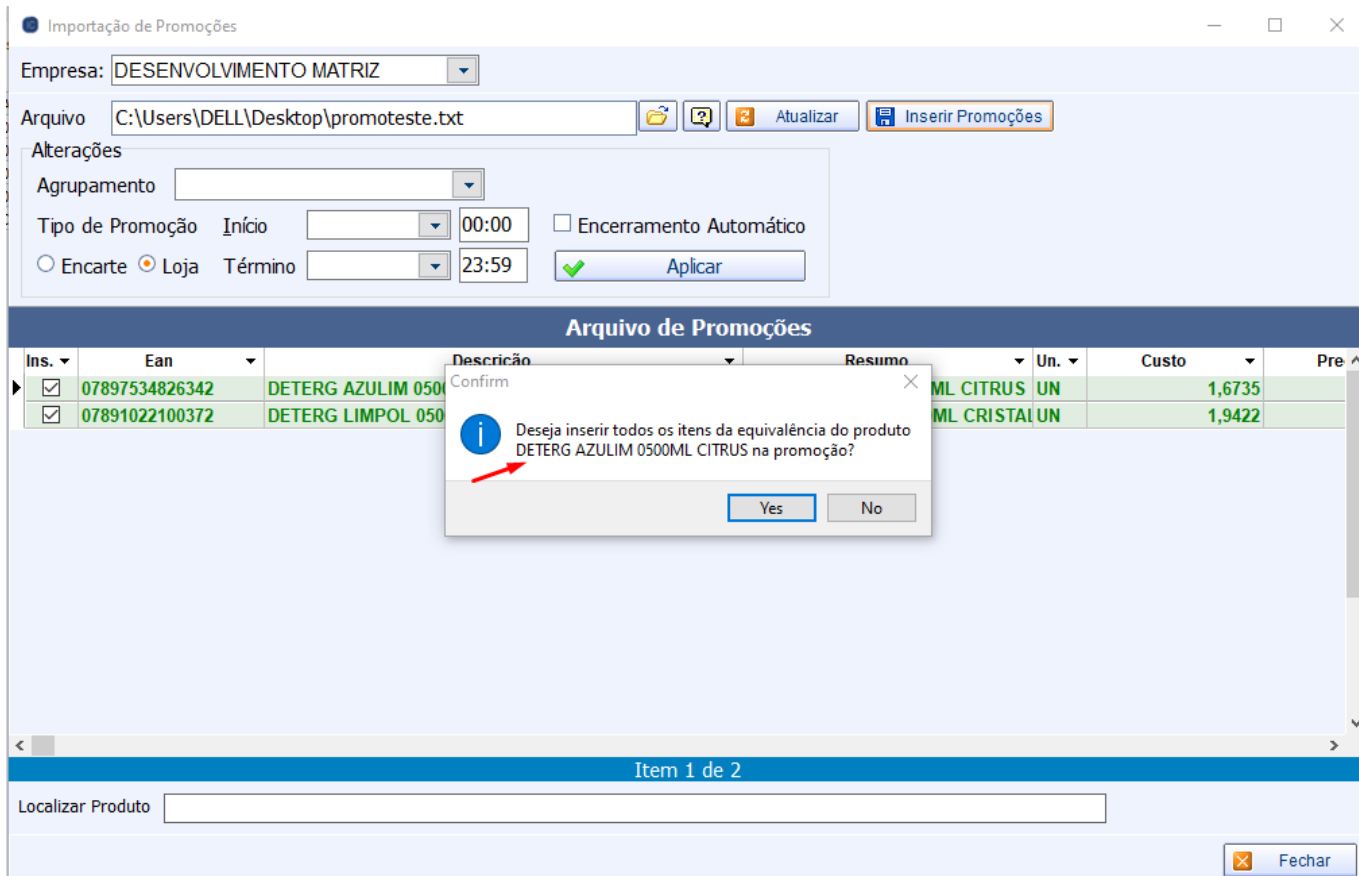 Importação de Promoções
Empresa: DESENVOLVIMENTO MATRIZ
Arquivo C:\Users\DELL\Desktop\promoteste.txt Atualizar Inserir Promoções
Alterações
Agrupamento
Tipo de Promoção Início 00:00 Encerramento Automático
Encarte Loja Término 23:59 Aplicar
Arquivo de Promoções
Ins. Ean Descrição Resumo Un. Custo Pre
07897534826342 DETERG AZULIM 050 ML CITRUS UN 1,6735
07891022100372 DETERG LIMPOL 050 ML CRISTAL UN 1,9422
Confirm
Deseja inserir todos os itens da equivalência do produto
DETERG AZULIM 0500ML CITRUS na promoção?
Yes No
Item 1 de 2
Localizar Produto
Fechar